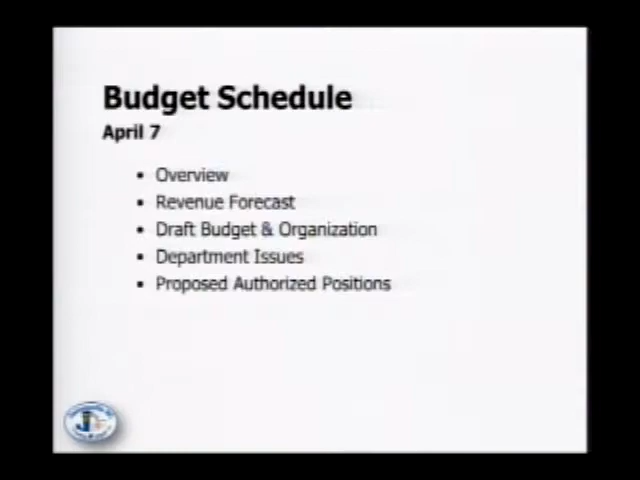 Budget Schedule
April 7
• Overview
• Revenue Forecast
• Draft Budget & Organization
• Department Issues
• Proposed Authorized Positions